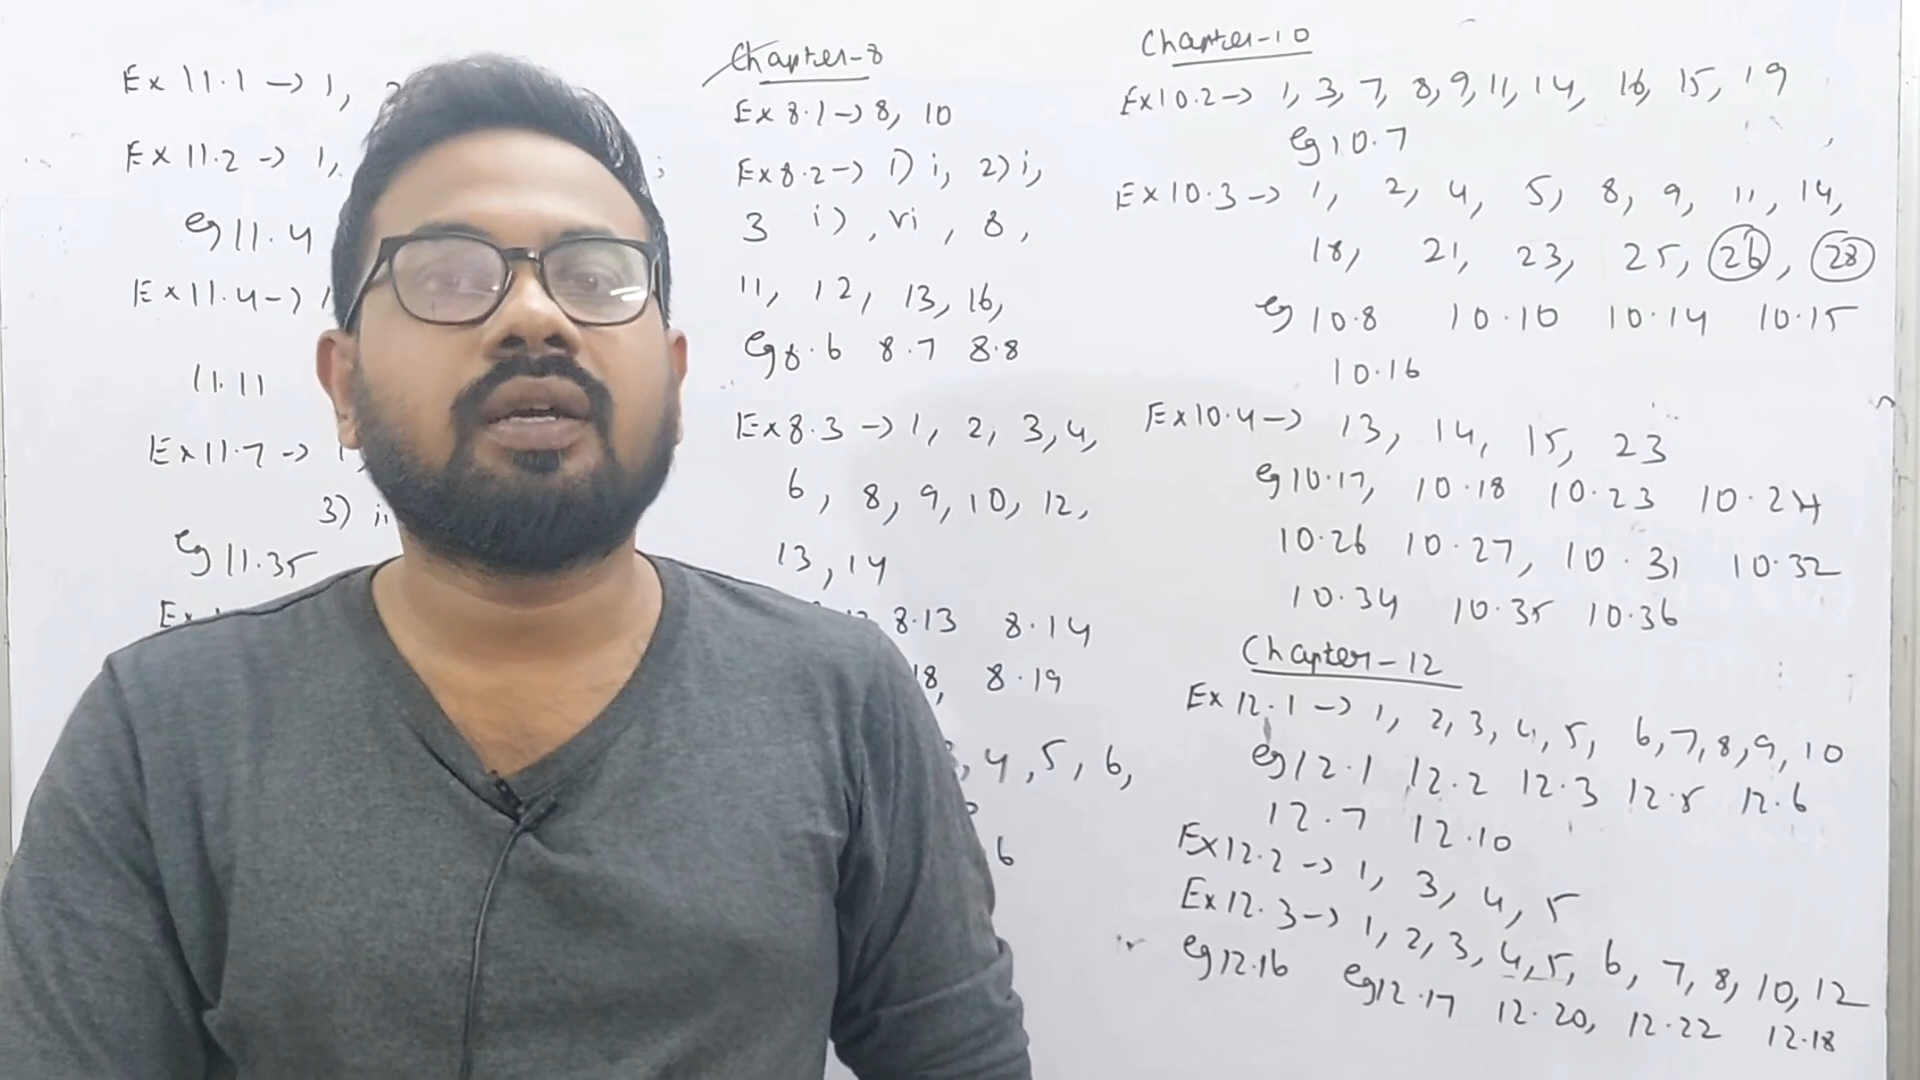 Ex 11.1 → 1,
Ex 11.2 → 1,
eg 11.4
Ex 11.4 →
11.11
Ex 11.7 → 1,
3)
eg 11.35
Ex
Chapter-8
Ex 8.1 → 8, 10
Ex 8.2 → 1) i, 2) i,
3 i), vi, 8,
11, 12, 13, 16,
eg 8.6 8.7 8.8
Ex 8.3 → 1, 2, 3, 4,
6, 8, 9, 10, 12,
13, 14
8.13 8.14
18, 8.19
, 4, 5, 6,
6
Chapter-10
Ex 10.2 → 1, 3, 7, 8, 9, 11, 14, 16, 15, 19
eg 10.7
Ex 10.3 → 1, 2, 4, 5, 8, 9, 11, 14,
18, 21, 23, 25, 26, 28
eg 10.8 10.10 10.14 10.15
10.16
Ex 10.4 → 13, 14, 15, 23
eg 10.17, 10.18 10.23 10.24
10.26 10.27, 10.31 10.32
10.34 10.35 10.36
Chapter-12
Ex 12.1 → 1, 2, 3, 4, 5, 6, 7, 8, 9, 10
eg 12.1 12.2 12.3 12.5 12.6
12.7 12.10
Ex 12.2 → 1, 3, 4, 5
Ex 12.3 → 1, 2, 3, 4, 5, 6, 7, 8, 10, 12
eg 12.16 eg 12.17 12.20, 12.22 12.18